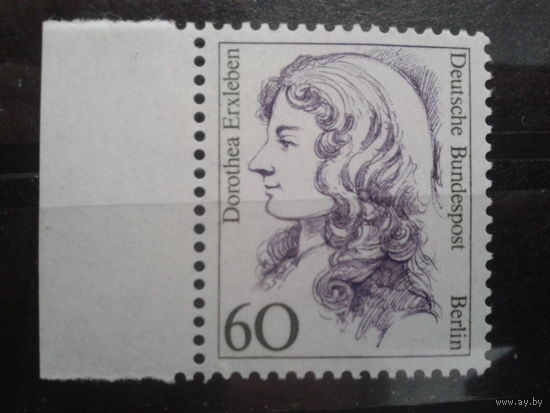 Dorothea Erxleben
Deutsche Bundespost Berlin
60
www.ay.by